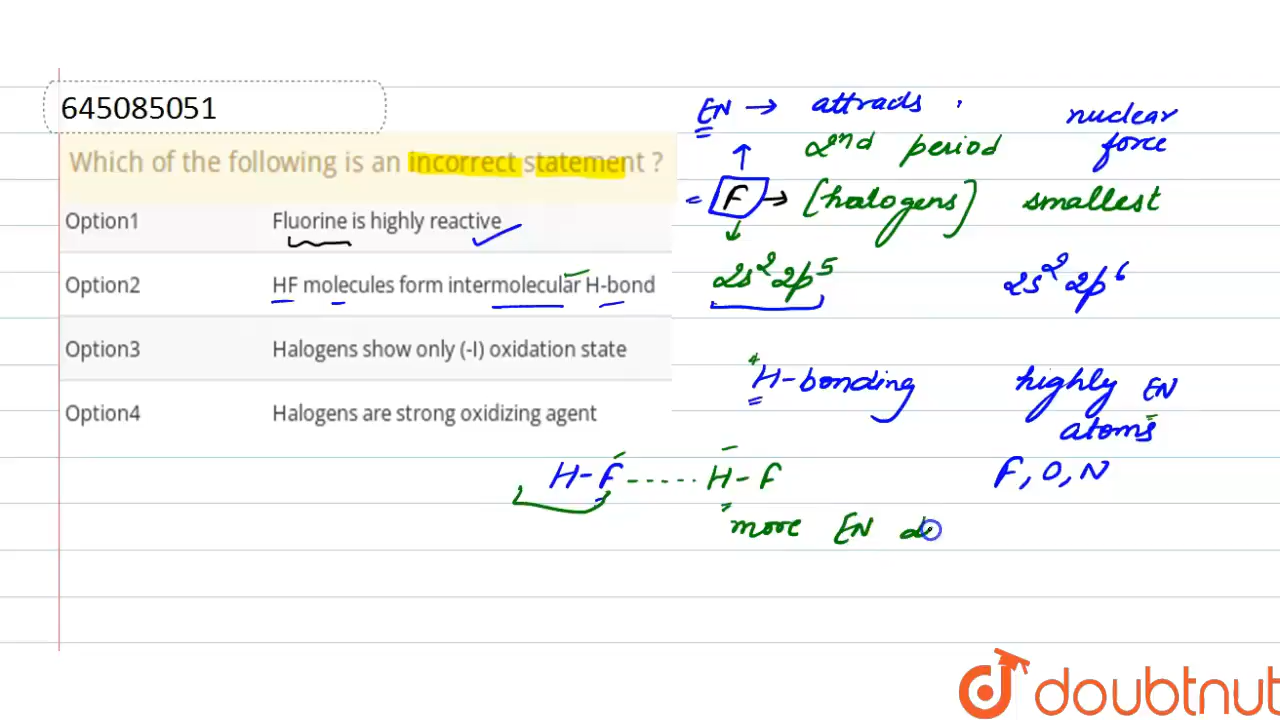 645085051
Which of the following is an incorrect statement ?
Option1 Fluorine is highly reactive
Option2 HF molecules form intermolecular H-bond
Option3 Halogens show only (-I) oxidation state
Option4 Halogens are strong oxidizing agent
EN → attracts nuclear force
2nd period
F → [halogens] smallest
2s² 2p⁵ 2s² 2p⁶
H-bonding highly EN atoms
H-F ----- H-F F, O, N
more EN
doubtnut